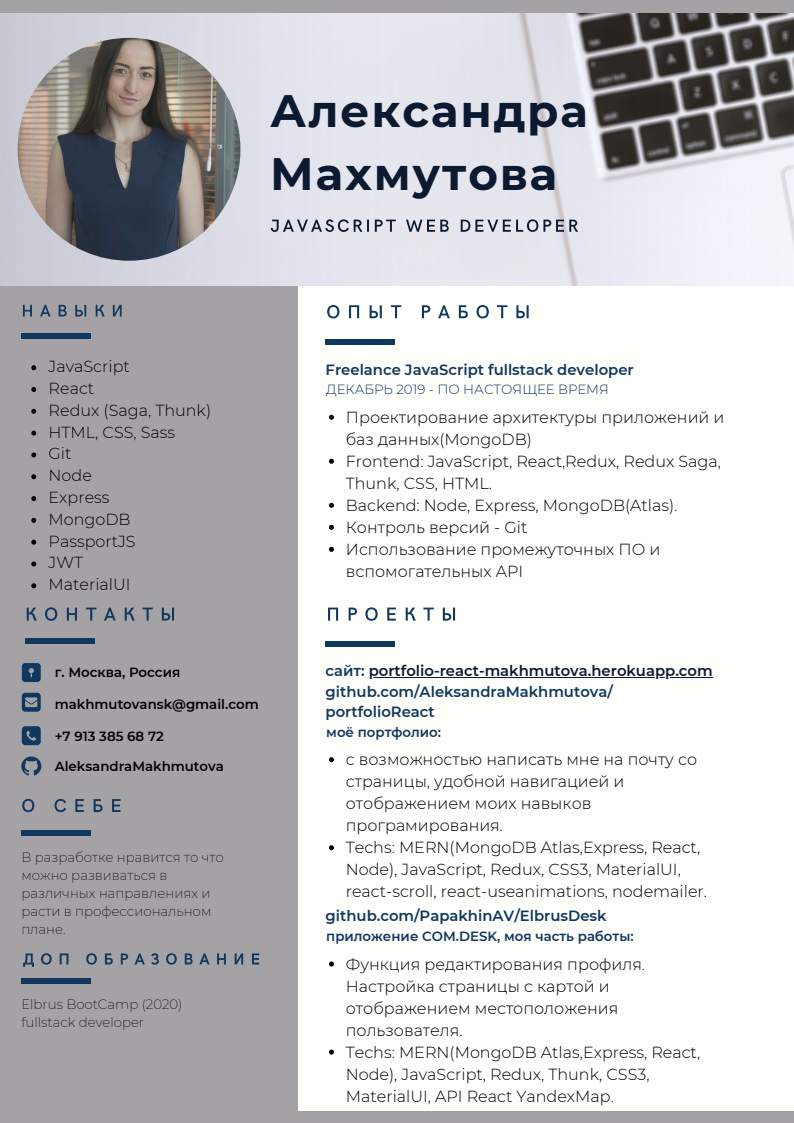 Александра
Махмутова
JAVASCRIPT WEB DEVELOPER
НАВЫКИ
JavaScript
React
Redux (Saga, Thunk)
HTML, CSS, Sass
Git
Node
Express
MongoDB
PassportJS
JWT
MaterialUI
КОНТАКТЫ
г. Москва, Россия
makhmutovansk@gmail.com
+7 913 385 68 72
AleksandraMakhmutova
О СЕБЕ
В разработке нравится то что
можно развиваться в
различных направлениях и
расти в профессиональном
плане.
ДОП ОБРАЗОВАНИЕ
Elbrus BootCamp (2020)
fullstack developer
ОПЫТ РАБОТЫ
Freelance JavaScript fullstack developer
ДЕКАБРЬ 2019 - ПО НАСТОЯЩЕЕ ВРЕМЯ
Проектирование архитектуры приложений и
баз данных(MongoDB)
Frontend: JavaScript, React,Redux, Redux Saga,
Thunk, CSS, HTML.
Backend: Node, Express, MongoDB(Atlas).
Контроль версий - Git
Использование промежуточных ПО и
вспомогательных API
ПРОЕКТЫ
сайт: portfolio-react-makhmutova.herokuapp.com
github.com/AleksandraMakhmutova/
portfolioReact
моё портфолио:
с возможностью написать мне на почту со
страницы, удобной навигацией и
отображением моих навыков
програмирования.
Techs: MERN(MongoDB Atlas,Express, React,
Node), JavaScript, Redux, CSS3, MaterialUI,
react-scroll, react-useanimations, nodemailer.
github.com/PapakhinAV/ElbrusDesk
приложение COM.DESK, моя часть работы:
Функция редактирования профиля.
Настройка страницы с картой и
отображением местоположения
пользователя.
Techs: MERN(MongoDB Atlas,Express, React,
Node), JavaScript, Redux, Thunk, CSS3,
MaterialUI, API React YandexMap.